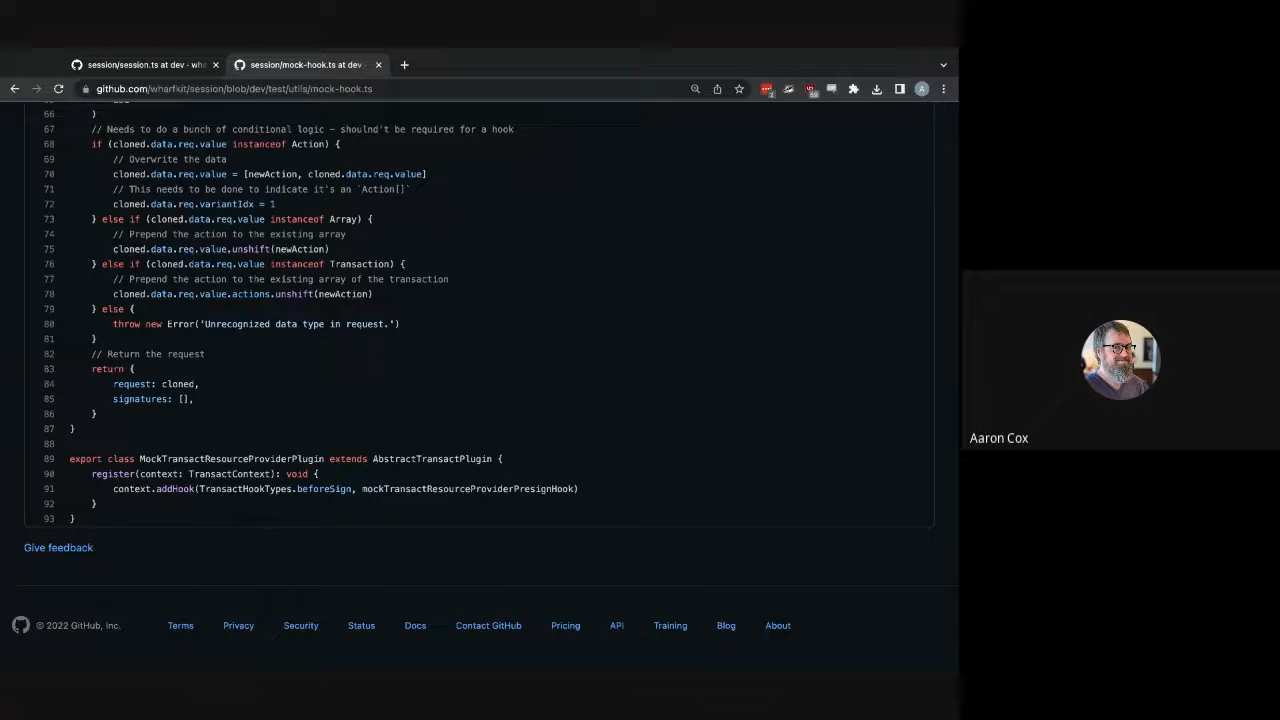 session/session.ts at dev · wha
session/mock-hook.ts at dev ·
github.com/wharfkit/session/blob/dev/test/utils/mock-hook.ts
A
66 )
67 // Needs to do a bunch of conditional logic - shoulnd't be required for a hook
68 if (cloned.data.req.value instanceof Action) {
69 // Overwrite the data
70 cloned.data.req.value = [newAction, cloned.data.req.value]
71 // This needs to be done to indicate it's an `Action[]`
72 cloned.data.req.variantIdx = 1
73 } else if (cloned.data.req.value instanceof Array) {
74 // Prepend the action to the existing array
75 cloned.data.req.value.unshift(newAction)
76 } else if (cloned.data.req.value instanceof Transaction) {
77 // Prepend the action to the existing array of the transaction
78 cloned.data.req.value.actions.unshift(newAction)
79 } else {
80 throw new Error('Unrecognized data type in request.')
81 }
82 // Return the request
83 return {
84 request: cloned,
85 signatures: [],
86 }
87 }
88
89 export class MockTransactResourceProviderPlugin extends AbstractTransactPlugin {
90 register(context: TransactContext): void {
91 context.addHook(TransactHookTypes.beforeSign, mockTransactResourceProviderPresignHook)
92 }
93 }
Give feedback
© 2022 GitHub, Inc. Terms Privacy Security Status Docs Contact GitHub Pricing API Training Blog About
Aaron Cox